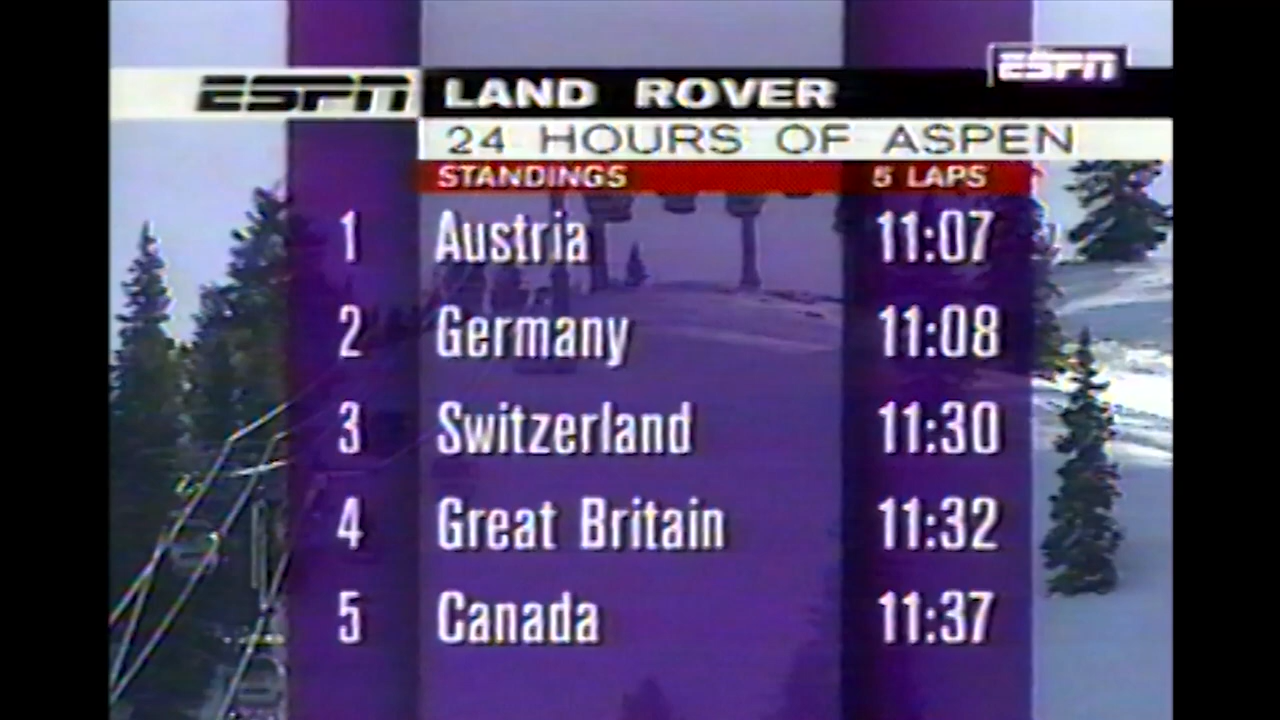 ESPN
ESPN LAND ROVER
24 HOURS OF ASPEN
STANDINGS 5 LAPS
1 Austria 11:07
2 Germany 11:08
3 Switzerland 11:30
4 Great Britain 11:32
5 Canada 11:37